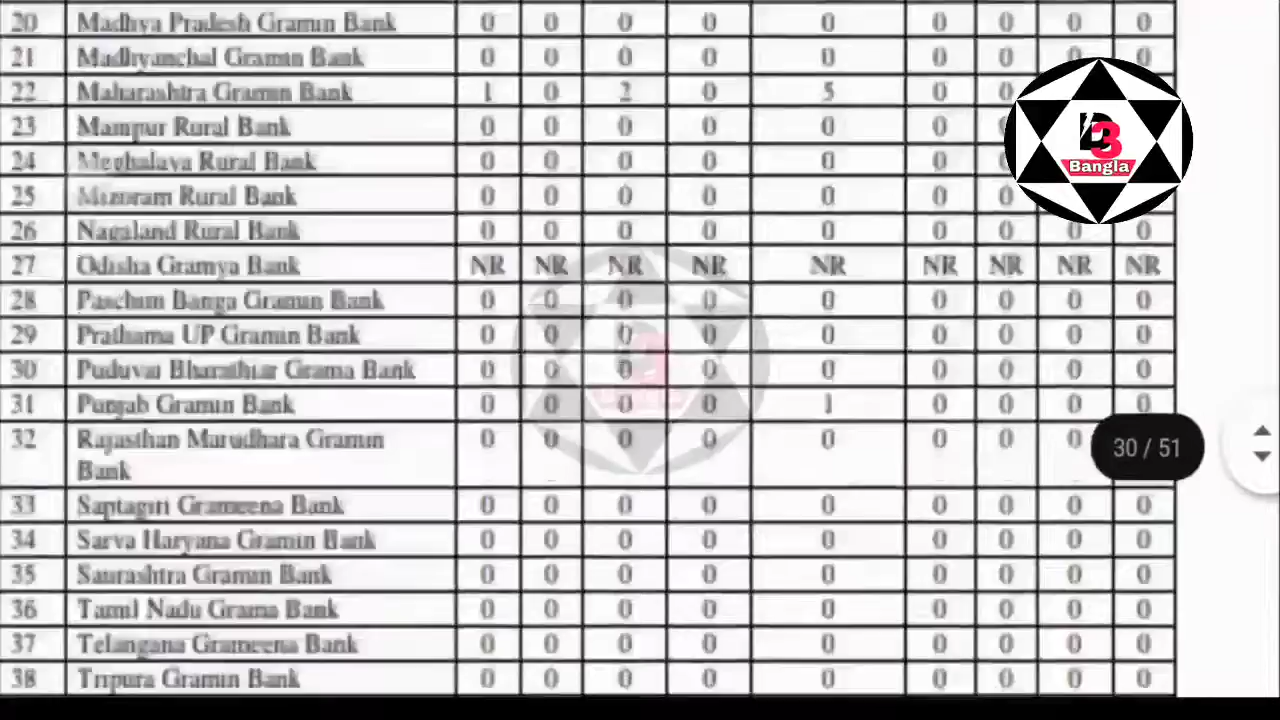 20 Madhya Pradesh Gramin Bank 0 0 0 0 0 0 0 0 0
21 Madhyanchal Gramin Bank 0 0 0 0 0 0 0 0 0
22 Maharashtra Gramin Bank 1 0 2 0 5 0 0
23 Manipur Rural Bank 0 0 0 0 0 0
24 Meghalaya Rural Bank 0 0 0 0 0 0
25 Mizoram Rural Bank 0 0 0 0 0 0
26 Nagaland Rural Bank 0 0 0 0 0 0 0 0 0
27 Odisha Gramya Bank NR NR NR NR NR NR NR NR NR
28 Paschim Banga Gramin Bank 0 0 0 0 0 0 0 0 0
29 Prathama UP Gramin Bank 0 0 0 0 0 0 0 0 0
30 Puduvai Bharathiar Grama Bank 0 0 0 0 0 0 0 0 0
31 Punjab Gramin Bank 0 0 0 0 1 0 0 0 0
32 Rajasthan Marudhara Gramin 0 0 0 0 0 0 0 0
Bank
33 Saptagiri Grameena Bank 0 0 0 0 0 0 0 0 0
34 Sarva Haryana Gramin Bank 0 0 0 0 0 0 0 0 0
35 Saurashtra Gramin Bank 0 0 0 0 0 0 0 0 0
36 Tamil Nadu Grama Bank 0 0 0 0 0 0 0 0 0
37 Telangana Grameena Bank 0 0 0 0 0 0 0 0 0
38 Tripura Gramin Bank 0 0 0 0 0 0 0 0 0
B3
Bangla
30 / 51